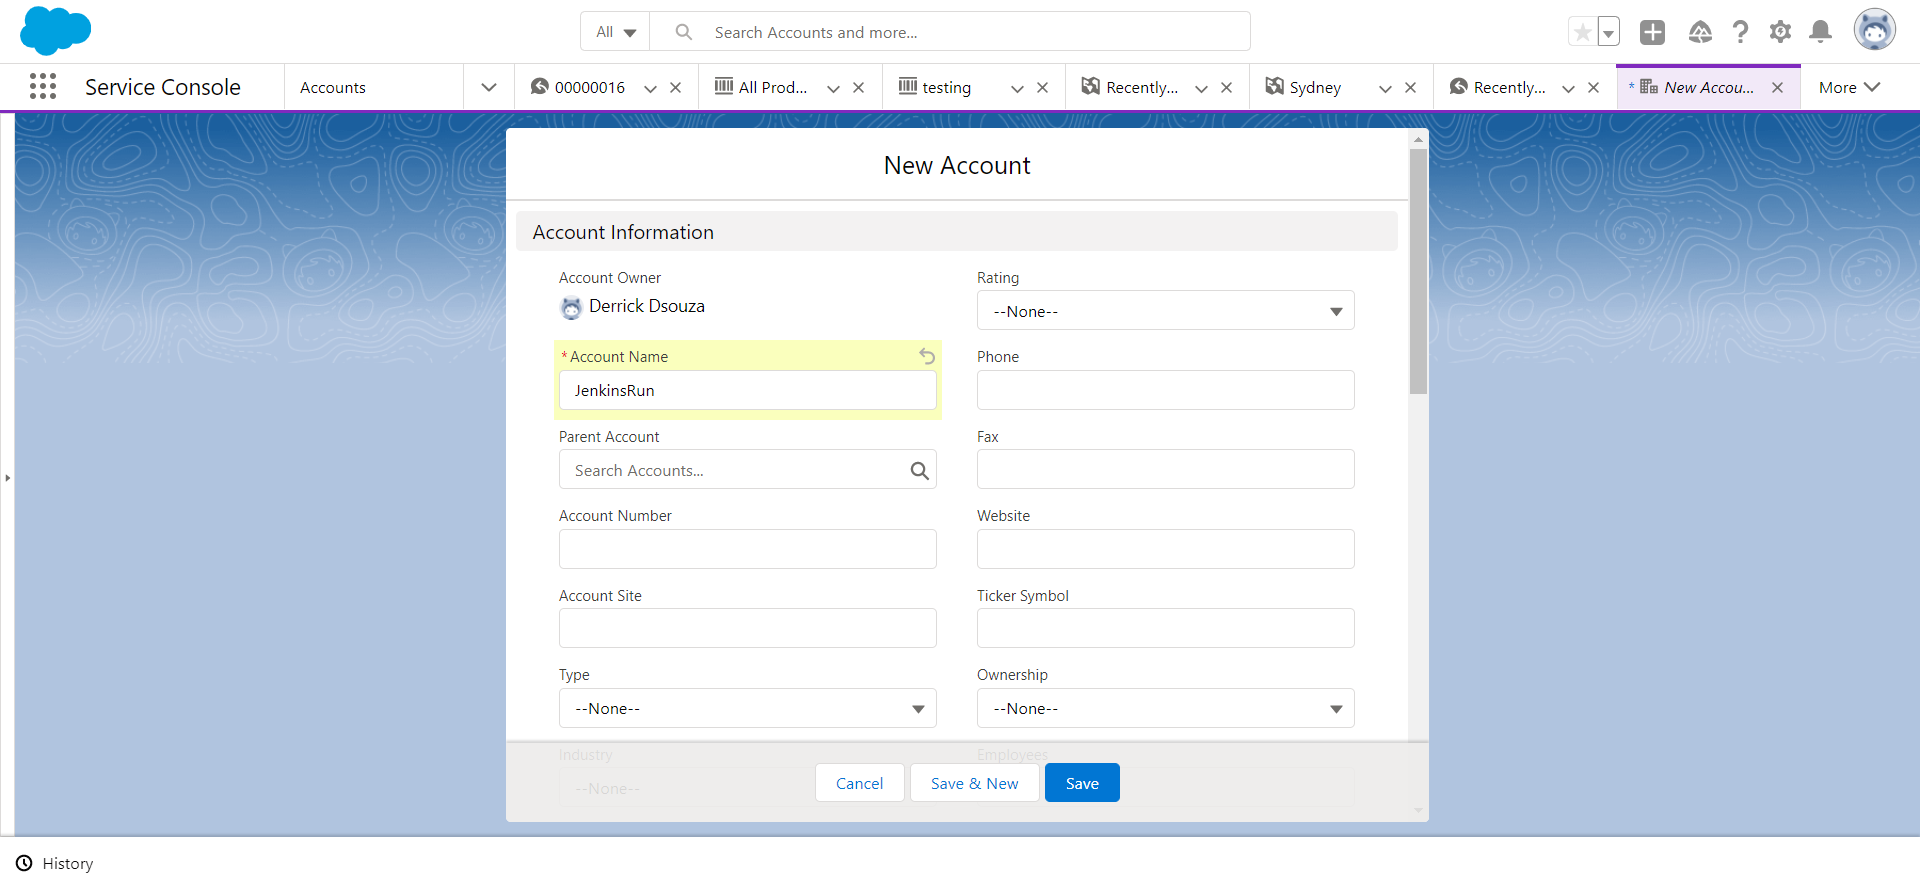 All
Search Accounts and more...
Service Console
Accounts
00000016
All Prod...
testing
Recently...
Sydney
Recently...
* New Accou...
More
New Account
Account Information
Account Owner
Derrick Dsouza
Rating
--None--
*Account Name
JenkinsRun
Phone
Parent Account
Search Accounts...
Fax
Account Number
Website
Account Site
Ticker Symbol
Type
--None--
Ownership
--None--
Industry
--None--
Employees
Cancel
Save & New
Save
History